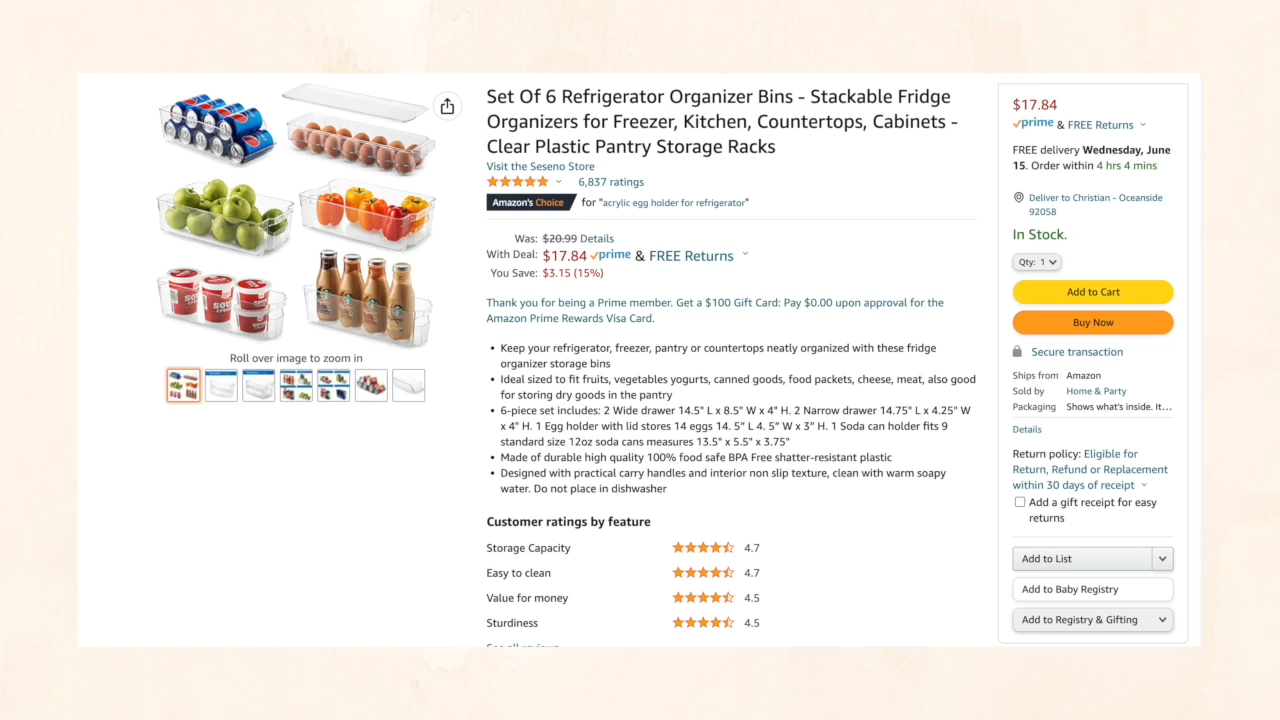 Set Of 6 Refrigerator Organizer Bins - Stackable Fridge
Organizers for Freezer, Kitchen, Countertops, Cabinets -
Clear Plastic Pantry Storage Racks
Visit the Seseno Store
6,837 ratings
Amazon's Choice for "acrylic egg holder for refrigerator"
Was: $20.99 Details
With Deal: $17.84 prime & FREE Returns
You Save: $3.15 (15%)
Thank you for being a Prime member. Get a $100 Gift Card: Pay $0.00 upon approval for the
Amazon Prime Rewards Visa Card.
• Keep your refrigerator, freezer, pantry or countertops neatly organized with these fridge
organizer storage bins
• Ideal sized to fit fruits, vegetables yogurts, canned goods, food packets, cheese, meat, also good
for storing dry goods in the pantry
• 6-piece set includes: 2 Wide drawer 14.5" L x 8.5" W x 4" H. 2 Narrow drawer 14.75" L x 4.25" W
x 4" H. 1 Egg holder with lid stores 14 eggs 14. 5" L 4. 5" W x 3" H. 1 Soda can holder fits 9
standard size 12oz soda cans measures 13.5" x 5.5" x 3.75"
• Made of durable high quality 100% food safe BPA Free shatter-resistant plastic
• Designed with practical carry handles and interior non slip texture, clean with warm soapy
water. Do not place in dishwasher
Customer ratings by feature
Storage Capacity 4.7
Easy to clean 4.7
Value for money 4.5
Sturdiness 4.5
Roll over image to zoom in
$17.84
prime & FREE Returns
FREE delivery Wednesday, June
15. Order within 4 hrs 4 mins
Deliver to Christian - Oceanside
92058
In Stock.
Qty: 1
Add to Cart
Buy Now
Secure transaction
Ships from Amazon
Sold by Home & Party
Packaging Shows what's inside. It...
Details
Return policy: Eligible for
Return, Refund or Replacement
within 30 days of receipt
Add a gift receipt for easy
returns
Add to List
Add to Baby Registry
Add to Registry & Gifting